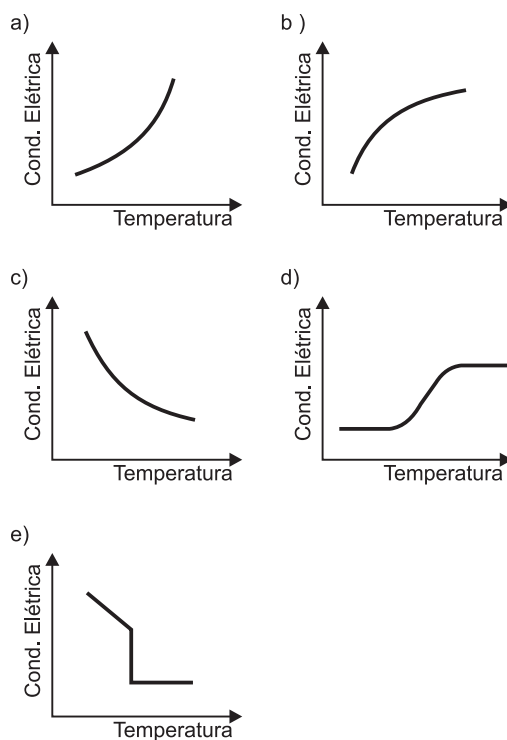 a)
Cond. Elétrica
Temperatura
b )
Cond. Elétrica
Temperatura
c)
Cond. Elétrica
Temperatura
d)
Cond. Elétrica
Temperatura
e)
Cond. Elétrica
Temperatura